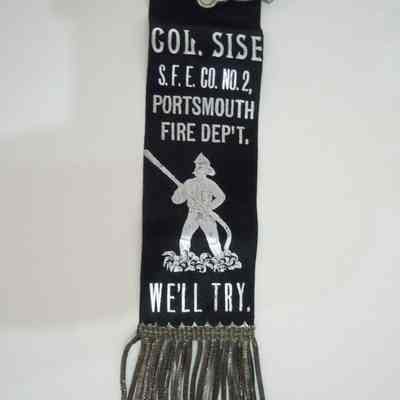 COL. SISE
S. F. E. CO. NO. 2,
PORTSMOUTH
FIRE DEP'T.
WE'LL TRY.